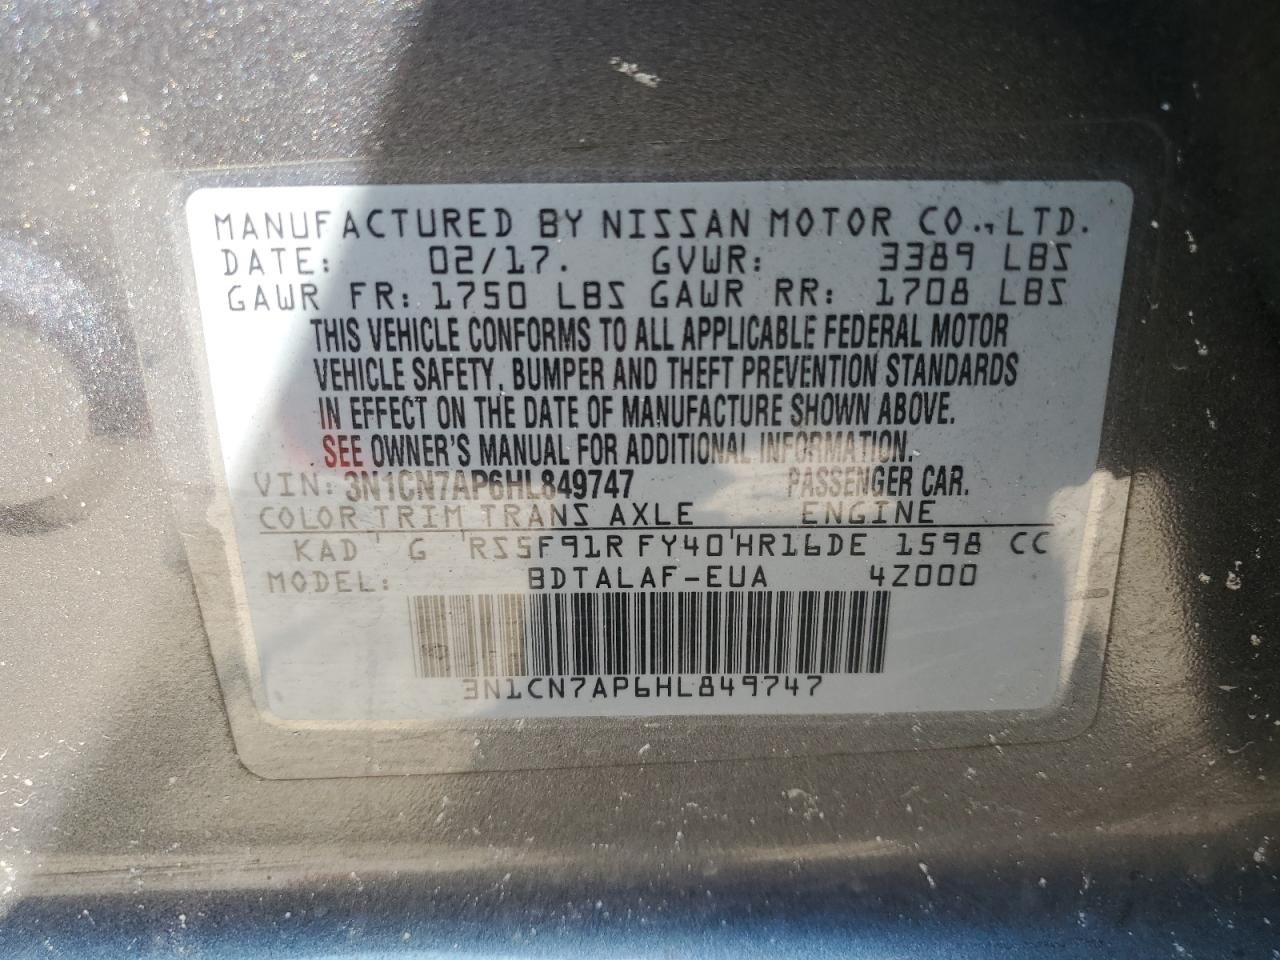 MANUFACTURED BY NISSAN MOTOR CO., LTD.
DATE: 02/17. GVWR: 3389 LBS
GAWR FR: 1750 LBS GAWR RR: 1708 LBS
THIS VEHICLE CONFORMS TO ALL APPLICABLE FEDERAL MOTOR
VEHICLE SAFETY, BUMPER AND THEFT PREVENTION STANDARDS
IN EFFECT ON THE DATE OF MANUFACTURE SHOWN ABOVE.
SEE OWNER'S MANUAL FOR ADDITIONAL INFORMATION.
VIN: 3N1CN7AP6HL849747 PASSENGER CAR.
COLOR TRIM TRANS AXLE ENGINE
KAD ' G ' RS5F91R FY40'HR16DE 1598 CC
MODEL: BDTALAF-EUA 4Z000
3N1CN7AP6HL849747